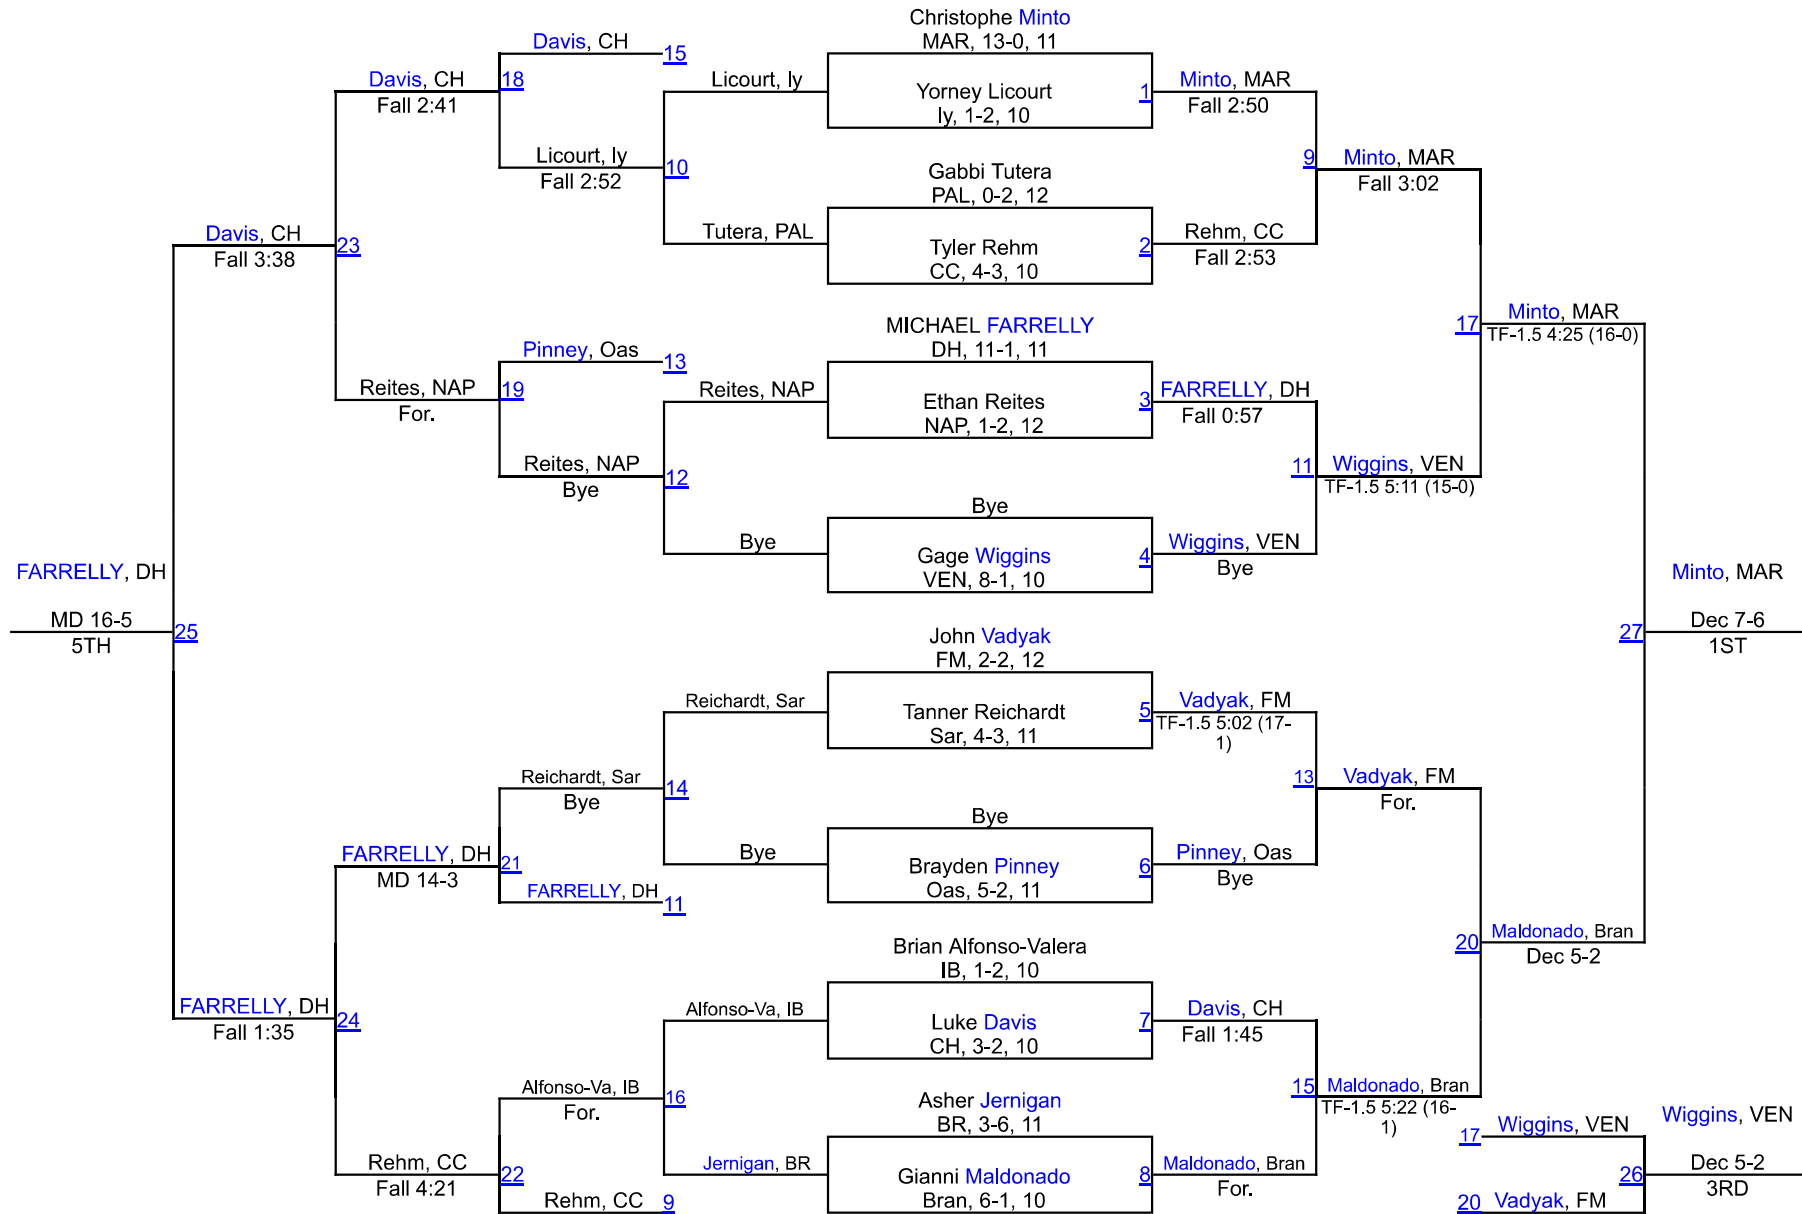 Christophe Minto
MAR, 13-0, 11
Davis, CH
15
Davis, CH
18
Fall 2:41
Licourt, ly
Yorney Licourt
ly, 1-2, 10
1
Minto, MAR
Fall 2:50
Licourt, ly
Fall 2:52
10
9
Minto, MAR
Fall 3:02
Gabbi Tutera
PAL, 0-2, 12
Davis, CH
Fall 3:38
23
Tutera, PAL
Tyler Rehm
CC, 4-3, 10
2
Rehm, CC
Fall 2:53
MICHAEL FARRELLY
DH, 11-1, 11
17
Minto, MAR
TF-1.5 4:25 (16-0)
Pinney, Oas
13
Reites, NAP
For.
19
Reites, NAP
Ethan Reites
NAP, 1-2, 12
3
FARRELLY, DH
Fall 0:57
Reites, NAP
Bye
12
11
Wiggins, VEN
TF-1.5 5:11 (15-0)
Bye
Bye
Gage Wiggins
VEN, 8-1, 10
4
Wiggins, VEN
Bye
FARRELLY, DH
MD 16-5
5TH
25
Minto, MAR
27
Dec 7-6
1ST
John Vadyak
FM, 2-2, 12
Reichardt, Sar
Tanner Reichardt
Sar, 4-3, 11
5
Vadyak, FM
TF-1.5 5:02 (17-
1)
Reichardt, Sar
Bye
14
13
Vadyak, FM
For.
Bye
Bye
Brayden Pinney
Oas, 5-2, 11
6
Pinney, Oas
Bye
FARRELLY, DH
MD 14-3
21
FARRELLY, DH
11
Brian Alfonso-Valera
IB, 1-2, 10
20
Maldonado, Bran
Dec 5-2
FARRELLY, DH
Fall 1:35
24
Alfonso-Va, IB
Luke Davis
CH, 3-2, 10
7
Davis, CH
Fall 1:45
Alfonso-Va, IB
For.
16
Asher Jernigan
BR, 3-6, 11
15
Maldonado, Bran
TF-1.5 5:22 (16-
1)
17
Wiggins, VEN
Wiggins, VEN
Rehm, CC
Fall 4:21
22
Jernigan, BR
Gianni Maldonado
Bran, 6-1, 10
8
Maldonado, Bran
For.
26
Dec 5-2
3RD
Rehm, CC
9
20
Vadyak, FM